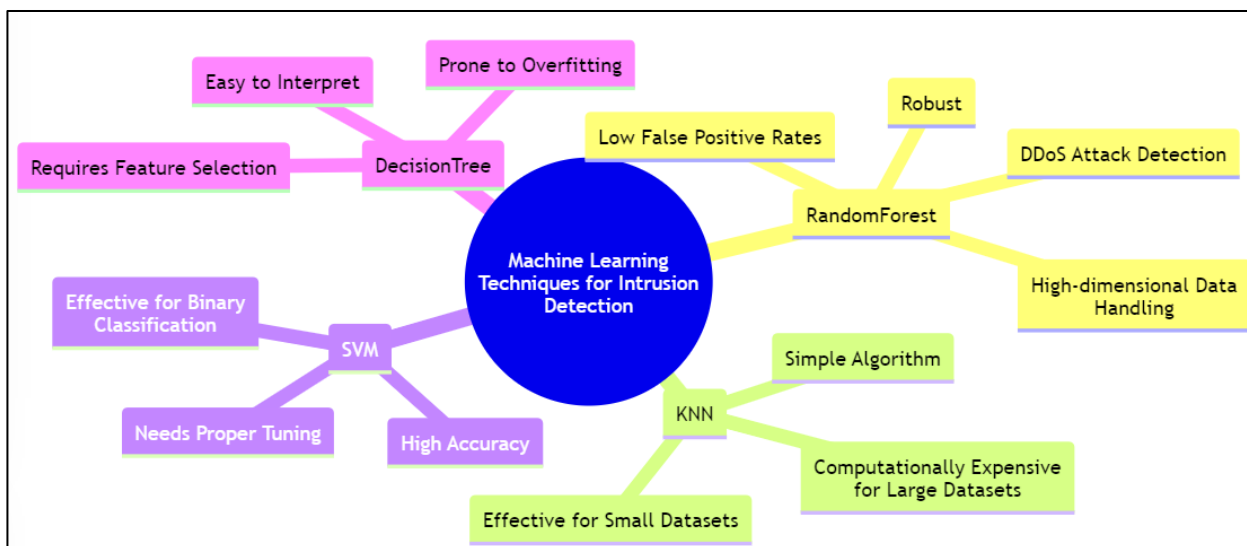 Prone to Overfitting
Easy to Interpret
Requires Feature Selection
DecisionTree
Robust
Low False Positive Rates
DDoS Attack Detection
RandomForest
High-dimensional Data
Handling
Machine Learning
Techniques for Intrusion
Detection
Effective for Binary
Classification
SVM
Needs Proper Tuning
High Accuracy
Simple Algorithm
KNN
Computationally Expensive
for Large Datasets
Effective for Small Datasets